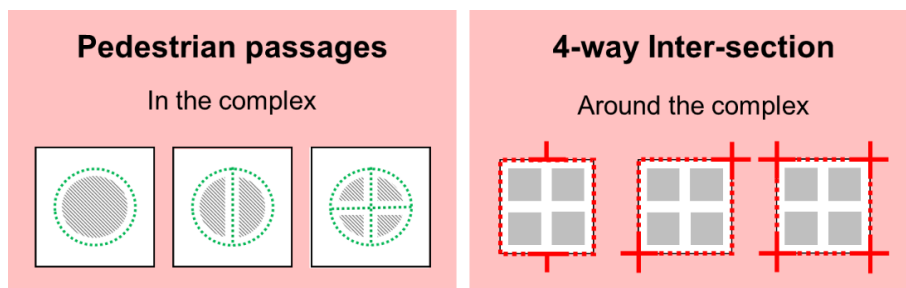 Pedestrian passages
In the complex
4-way Inter-section
Around the complex